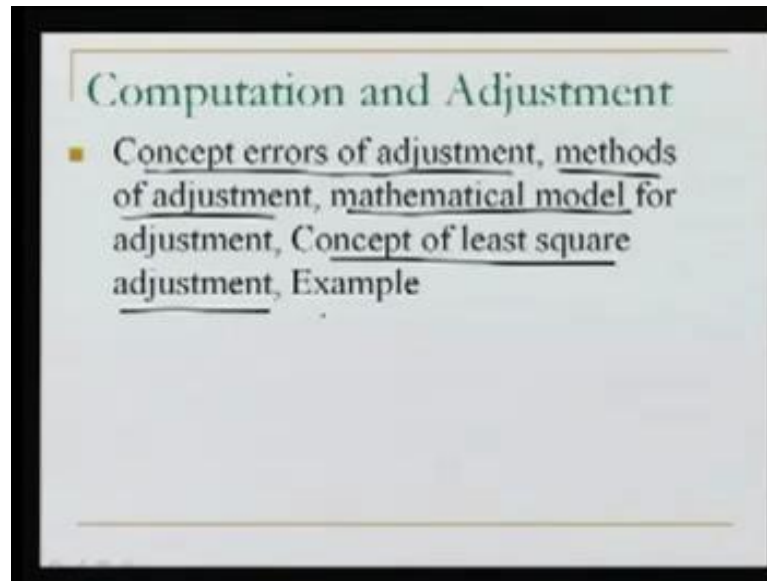 Computation and Adjustment
Concept errors of adjustment, methods
of adjustment, mathematical model for
adjustment, Concept of least square
adjustment, Example